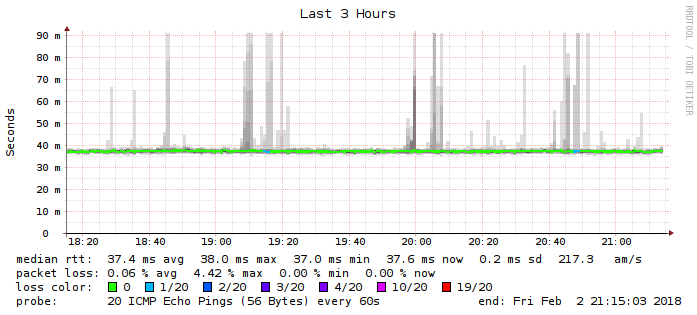 Last 3 Hours
RRDTOOL / TOBI OETIKER
Seconds
90 m
80 m
70 m
60 m
50 m
40 m
30 m
20 m
10 m
0
18:20 18:40 19:00 19:20 19:40 20:00 20:20 20:40 21:00
median rtt: 37.4 ms avg 38.0 ms max 37.0 ms min 37.6 ms now 0.2 ms sd 217.3 am/s
packet loss: 0.06 % avg 4.42 % max 0.00 % min 0.00 % now
loss color: 0 1/20 2/20 3/20 4/20 10/20 19/20
probe: 20 ICMP Echo Pings (56 Bytes) every 60s end: Fri Feb 2 21:15:03 2018